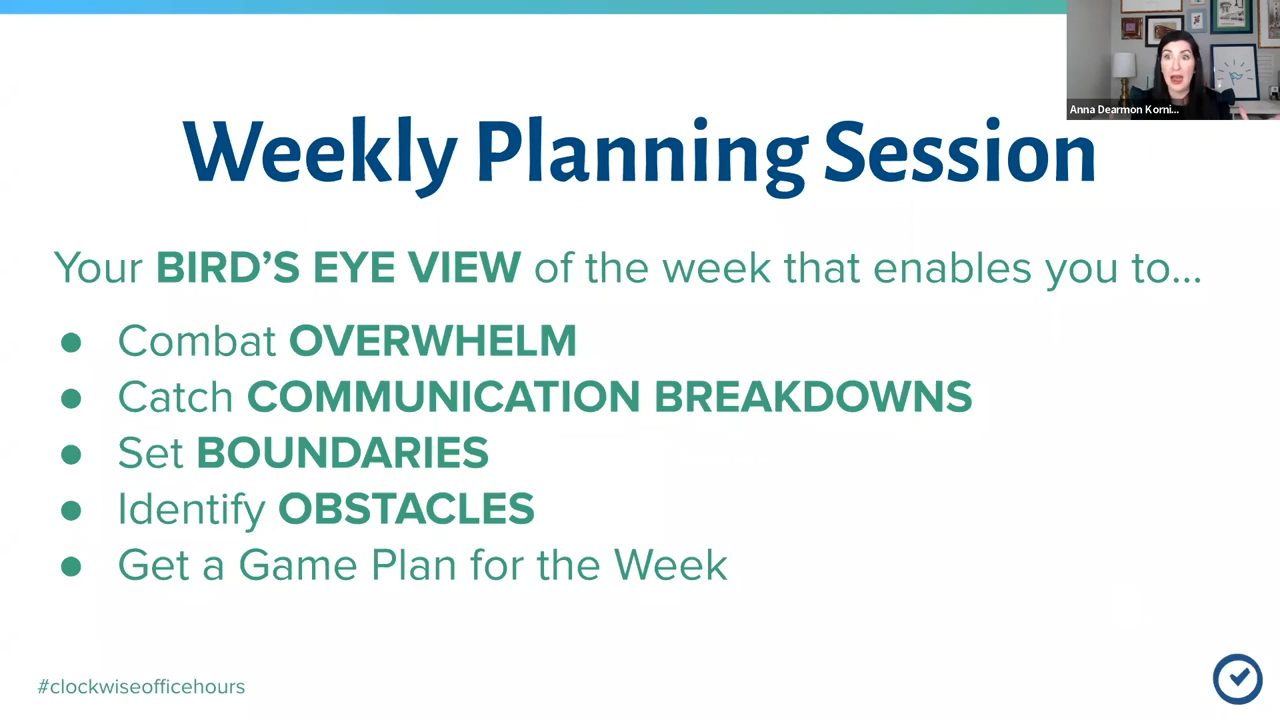 Anna Dearmon Korni...
Weekly Planning Session
Your BIRD’S EYE VIEW of the week that enables you to...
● Combat OVERWHELM
● Catch COMMUNICATION BREAKDOWNS
● Set BOUNDARIES
● Identify OBSTACLES
● Get a Game Plan for the Week
#clockwiseofficehours